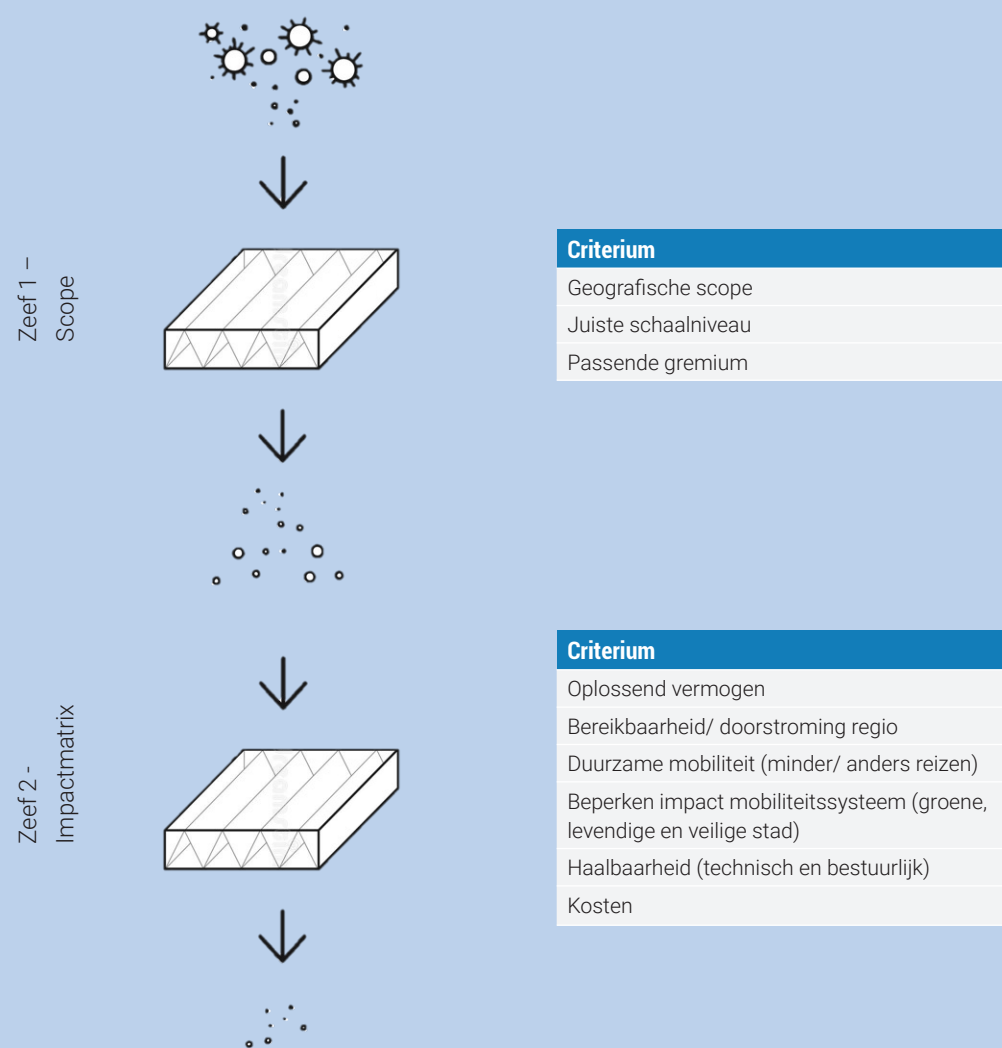 Zeef 1 –
Scope
Criterium
Geografische scope
Juiste schaalniveau
Passende gremium
Zeef 2 -
Impactmatrix
Criterium
Oplossend vermogen
Bereikbaarheid/ doorstroming regio
Duurzame mobiliteit (minder/ anders reizen)
Beperken impact mobiliteitssysteem (groene,
levendige en veilige stad)
Haalbaarheid (technisch en bestuurlijk)
Kosten